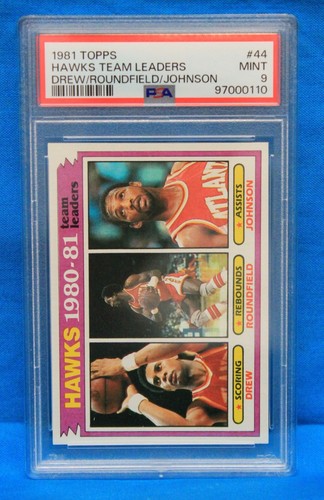 1981 TOPPS #44
HAWKS TEAM LEADERS MINT
DREW/ROUNDFIELD/JOHNSON 9
PSA 97000110
HAWKS 1980-81 team leaders
ATLANTA
ASSISTS
JOHNSON
REBOUNDS
ROUNDFIELD
SCORING
DREW